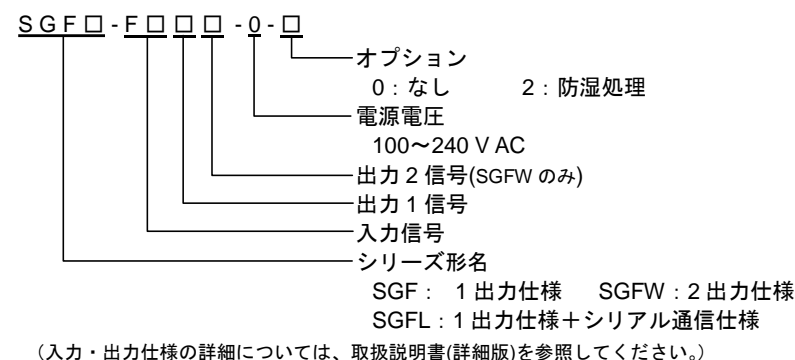 SGF□-F□□□-0-□
オプション
0：なし 2：防湿処理
電源電圧
100～240 V AC
出力2信号(SGFW のみ)
出力1信号
入力信号
シリーズ形名
SGF： 1出力仕様 SGFW：2出力仕様
SGFL：1出力仕様＋シリアル通信仕様
（入力・出力仕様の詳細については、取扱説明書(詳細版)を参照してください。）